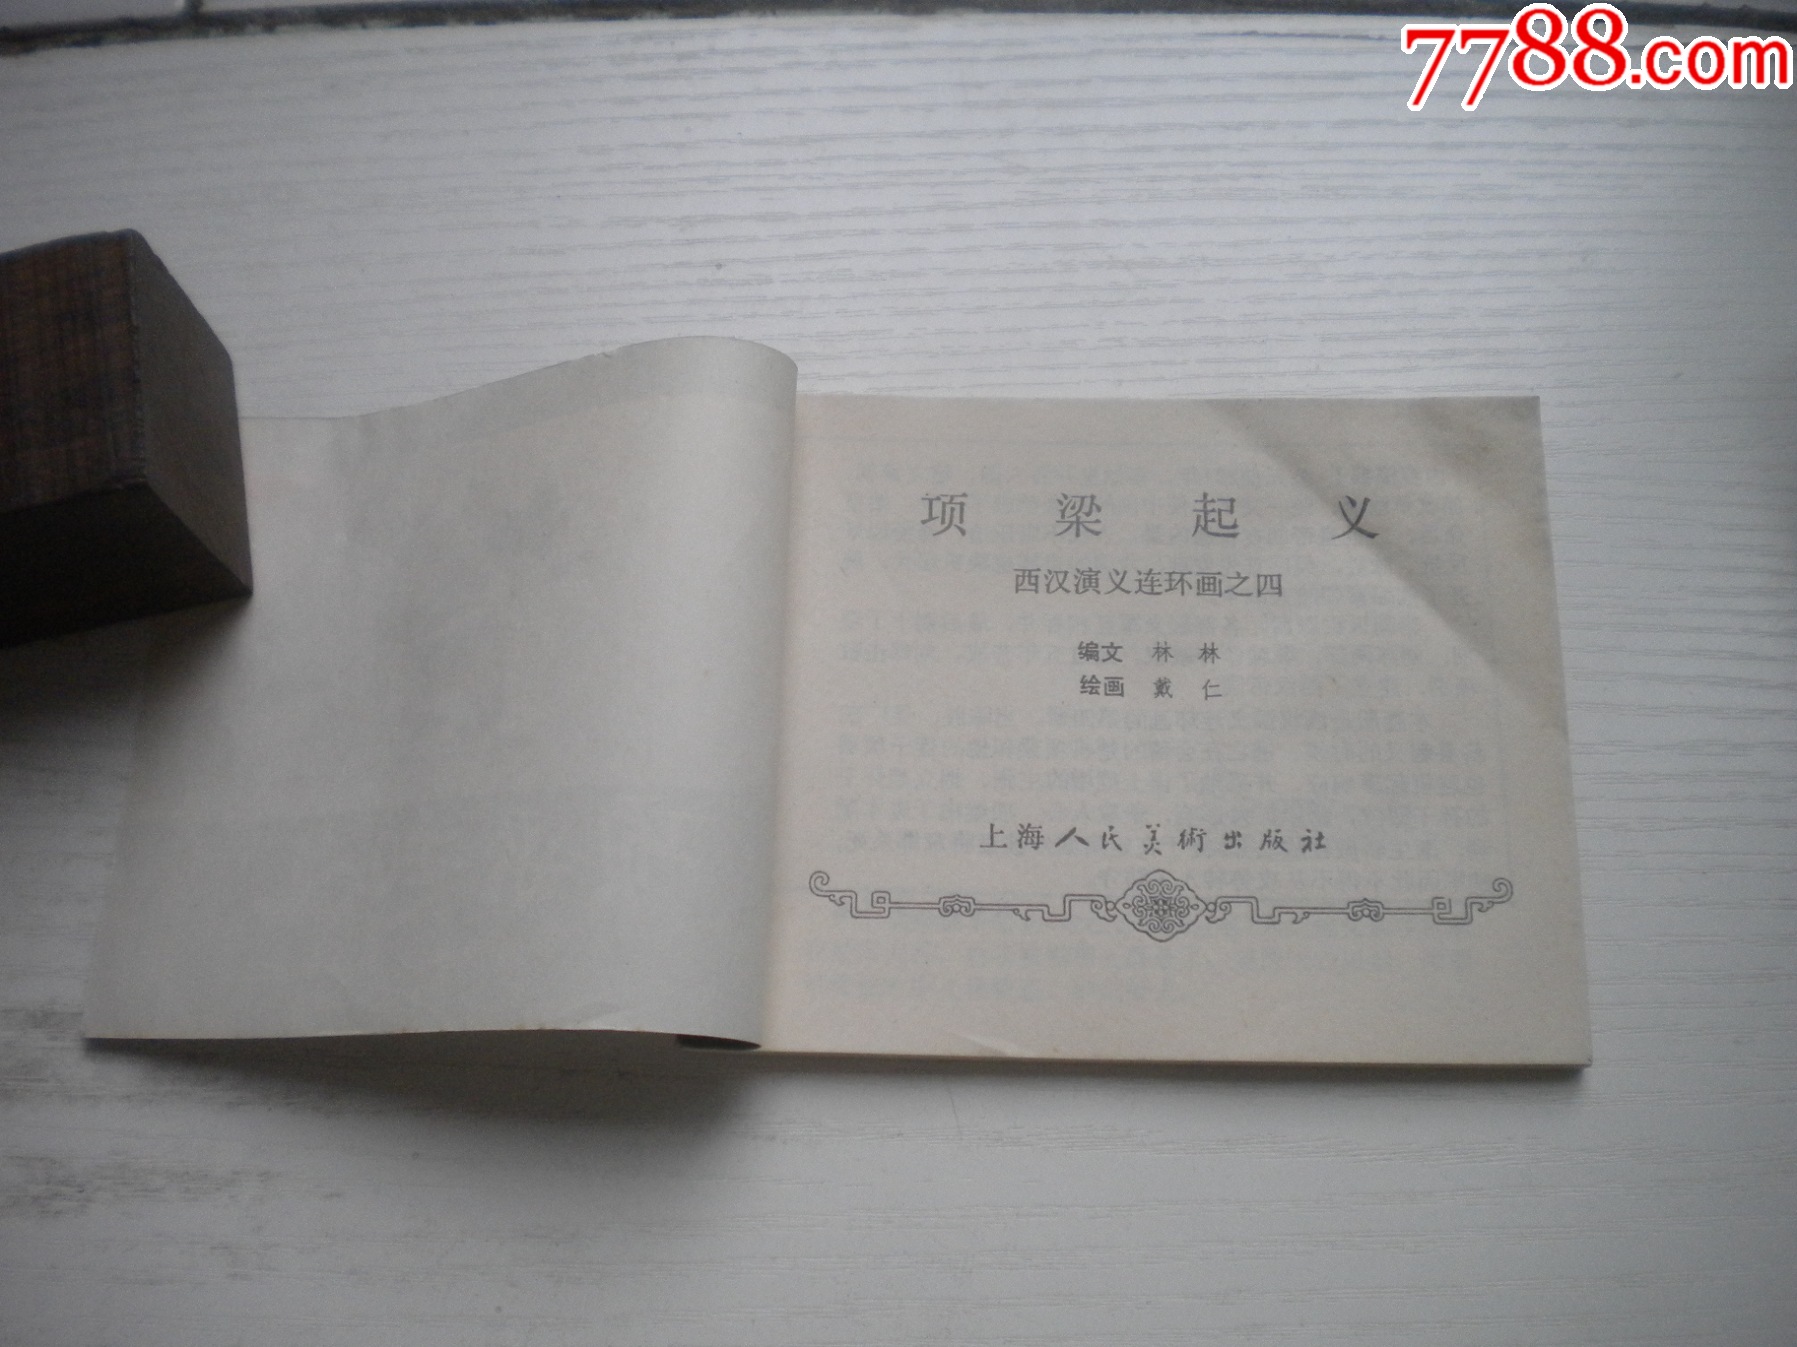 7788.com
项梁起义
西汉演义连环画之四
编文 林林
绘画 戴仁
上海人民美術出版社